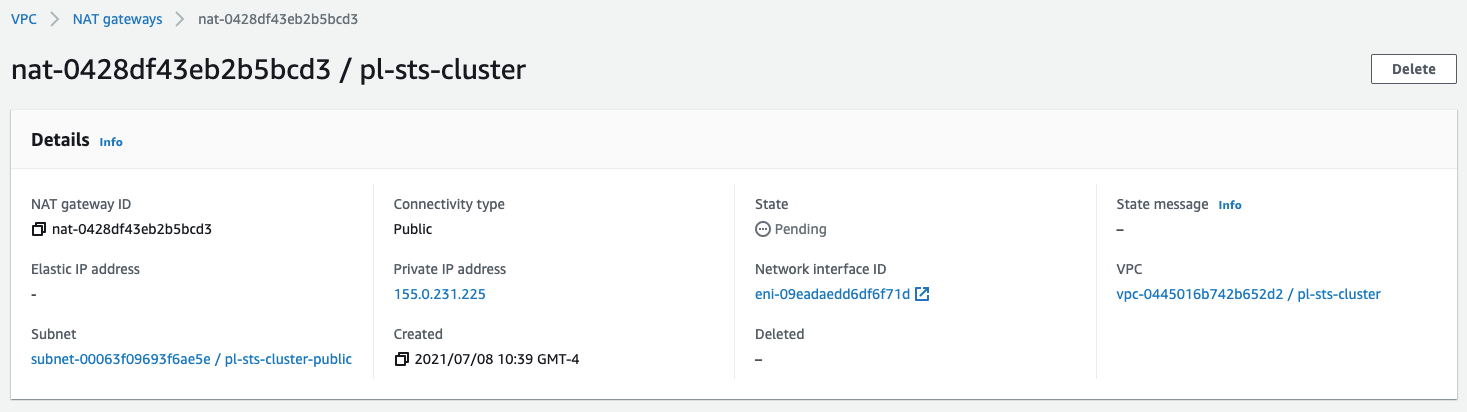 VPC > NAT gateways > nat-0428df43eb2b5bcd3
nat-0428df43eb2b5bcd3 / pl-sts-cluster
Delete
Details Info
NAT gateway ID
nat-0428df43eb2b5bcd3
Connectivity type
Public
State
Pending
State message Info
–
Elastic IP address
-
Private IP address
155.0.231.225
Network interface ID
eni-09eadaedd6df6f71d
VPC
vpc-0445016b742b652d2 / pl-sts-cluster
Subnet
subnet-00063f09693f6ae5e / pl-sts-cluster-public
Created
2021/07/08 10:39 GMT-4
Deleted
–